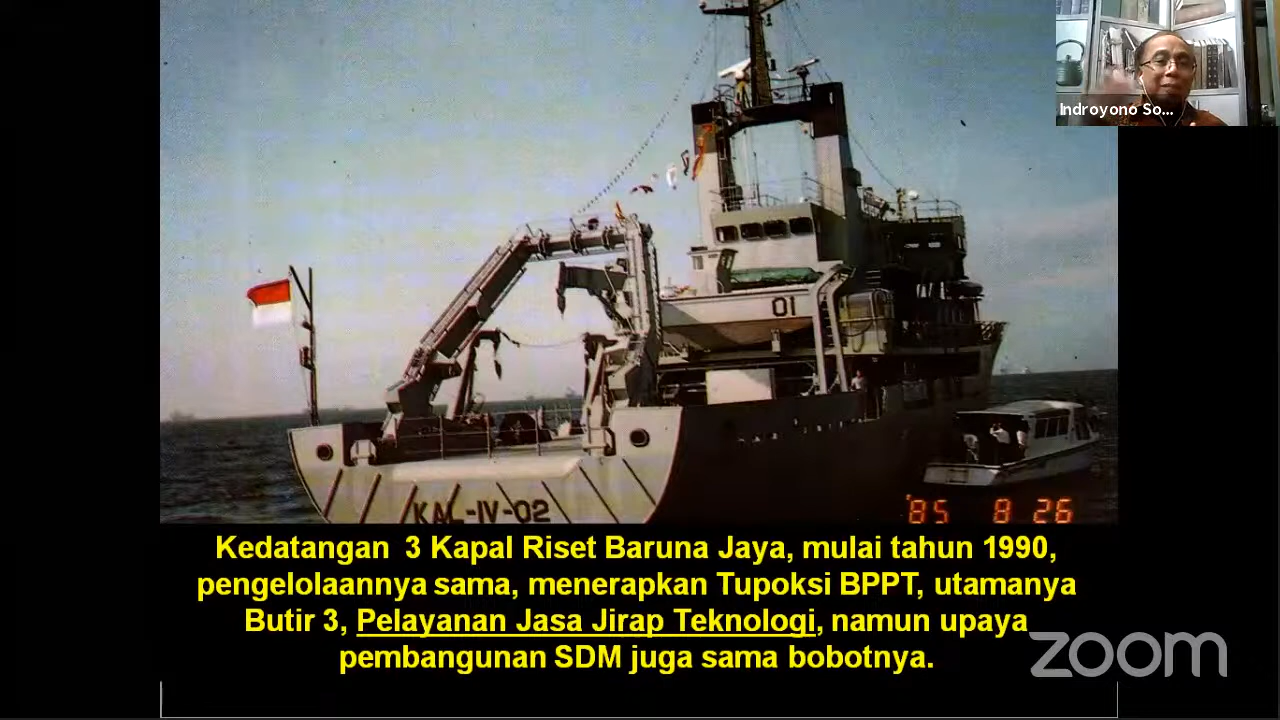 Indroyono So...
01
KAL-IV-02
'85 8 26
Kedatangan 3 Kapal Riset Baruna Jaya, mulai tahun 1990,
pengelolaannya sama, menerapkan Tupoksi BPPT, utamanya
Butir 3, Pelayanan Jasa Jirap Teknologi, namun upaya
pembangunan SDM juga sama bobotnya.
zoom